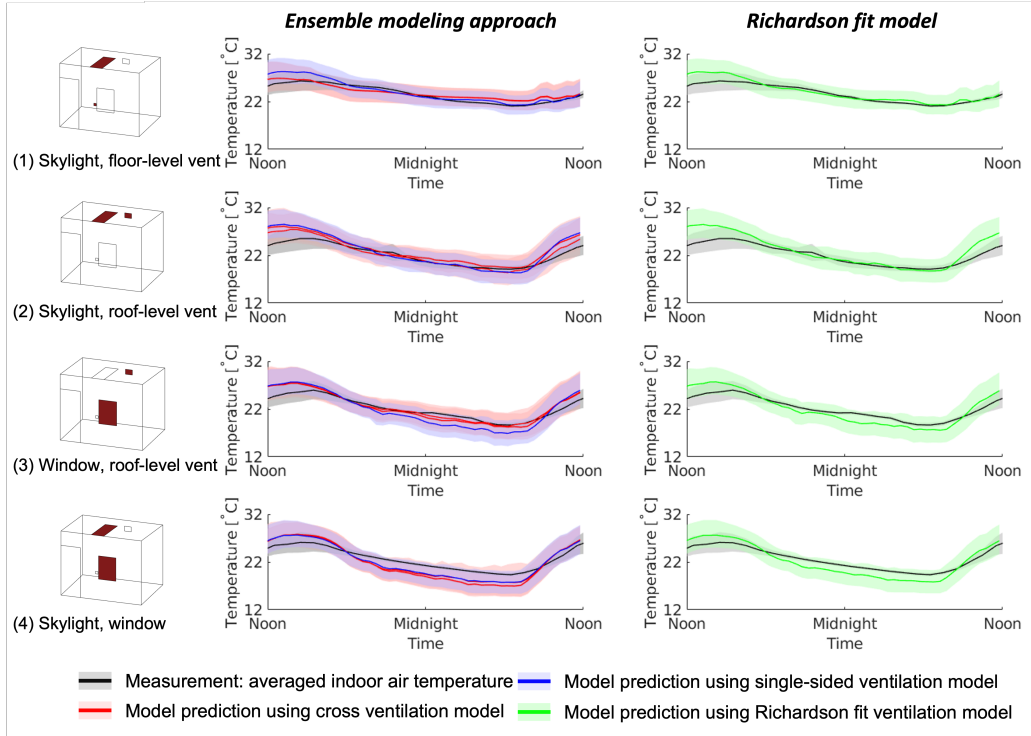 Ensemble modeling approach
Richardson fit model
Temperature [ °C]
32
22
12
Noon
Midnight
Noon
Time
Temperature [ °C]
32
22
12
Noon
Midnight
Noon
Time
(1) Skylight, floor-level vent
Temperature [ °C]
32
22
12
Noon
Midnight
Noon
Time
Temperature [ °C]
32
22
12
Noon
Midnight
Noon
Time
(2) Skylight, roof-level vent
Temperature [ °C]
32
22
12
Noon
Midnight
Noon
Time
Temperature [ °C]
32
22
12
Noon
Midnight
Noon
Time
(3) Window, roof-level vent
Temperature [ °C]
32
22
12
Noon
Midnight
Noon
Time
Temperature [ °C]
32
22
12
Noon
Midnight
Noon
Time
(4) Skylight, window
Measurement: averaged indoor air temperature
Model prediction using single-sided ventilation model
Model prediction using cross ventilation model
Model prediction using Richardson fit ventilation model